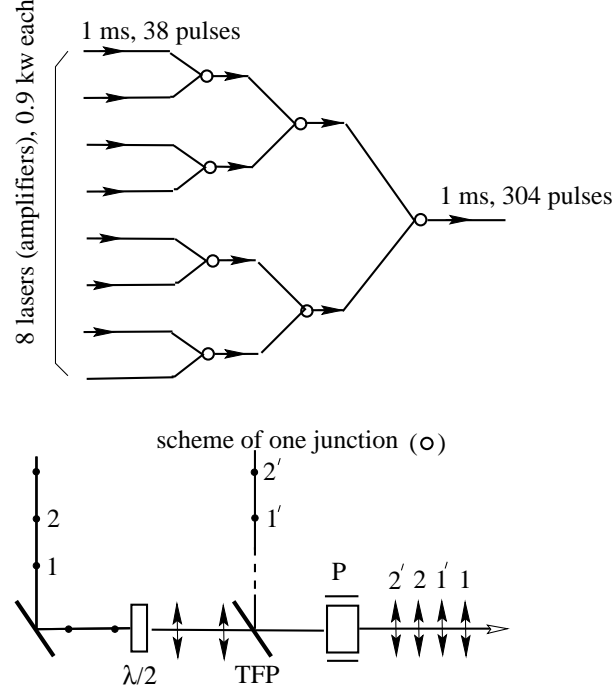 1 ms, 38 pulses
8 lasers (amplifiers), 0.9 kw each
1 ms, 304 pulses
scheme of one junction (o)
2'
2
1'
1
P
2' 2 1' 1
λ/2
TFP